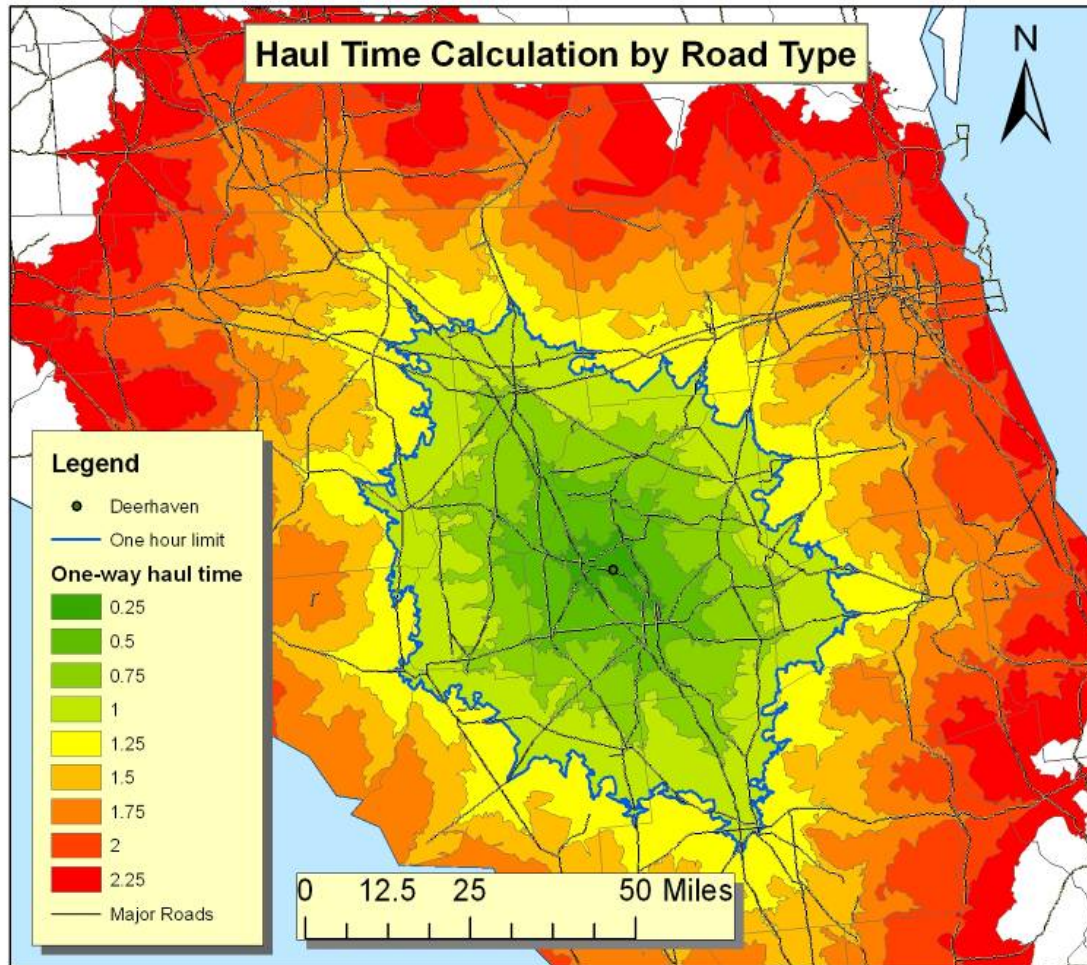 Haul Time Calculation by Road Type
N
Legend
Deerhaven
One hour limit
One-way haul time
0.25
0.5
0.75
1
1.25
1.5
1.75
2
2.25
Major Roads
0 12.5 25 50 Miles